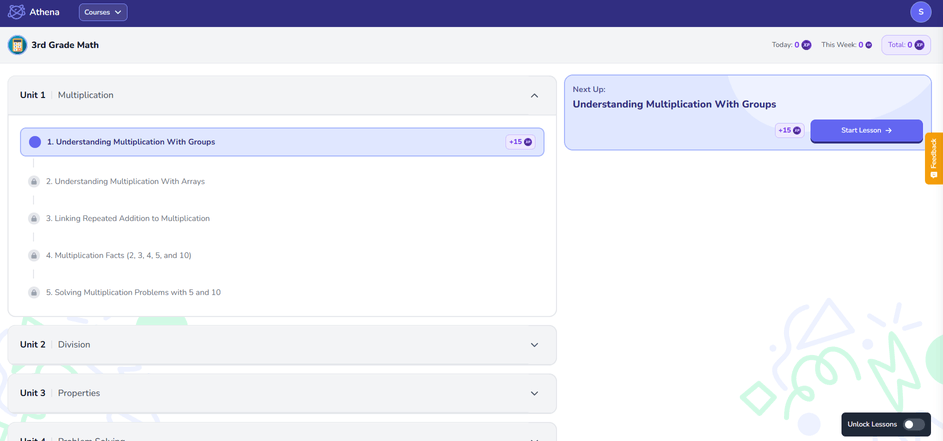 Athena
Courses
S
3rd Grade Math
Today: 0 XP
This Week: 0 XP
Total: 0 XP
Unit 1 Multiplication
1. Understanding Multiplication With Groups
+15 XP
2. Understanding Multiplication With Arrays
3. Linking Repeated Addition to Multiplication
4. Multiplication Facts (2, 3, 4, 5, and 10)
5. Solving Multiplication Problems with 5 and 10
Unit 2 Division
Unit 3 Properties
Unit 4 Problem Solving
Next Up:
Understanding Multiplication With Groups
+15 XP
Start Lesson
Feedback
Unlock Lessons